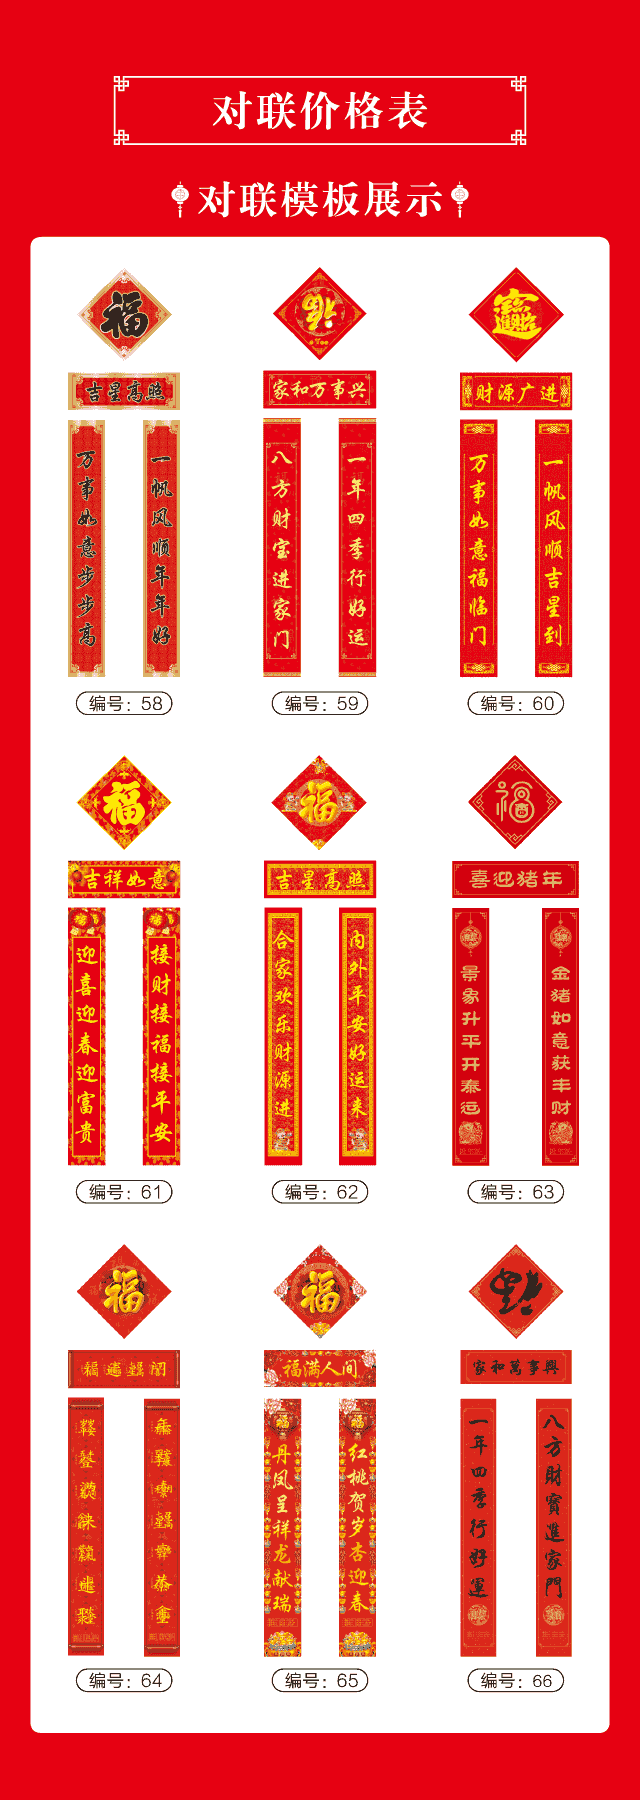 对联价格表
对联模板展示
福
吉星高照
万事如意步步高
一帆风顺年年好
编号：58
福
家和万事兴
八方财宝进家门
一年四季行好运
编号：59
财源广进
万事如意福临门
一帆风顺吉星到
编号：60
福
吉祥如意
迎喜迎春迎富贵
接财接福接平安
编号：61
福
吉星高照
合家欢乐财源进
内外平安好运来
编号：62
福
喜迎猪年
景象升平开泰运
金猪如意获丰财
编号：63
福
编号：64
福
福满人间
丹凤呈祥龙献瑞
红桃贺岁杏迎春
编号：65
家和萬事興
一年四季行好運
八方財寶進家門
编号：66